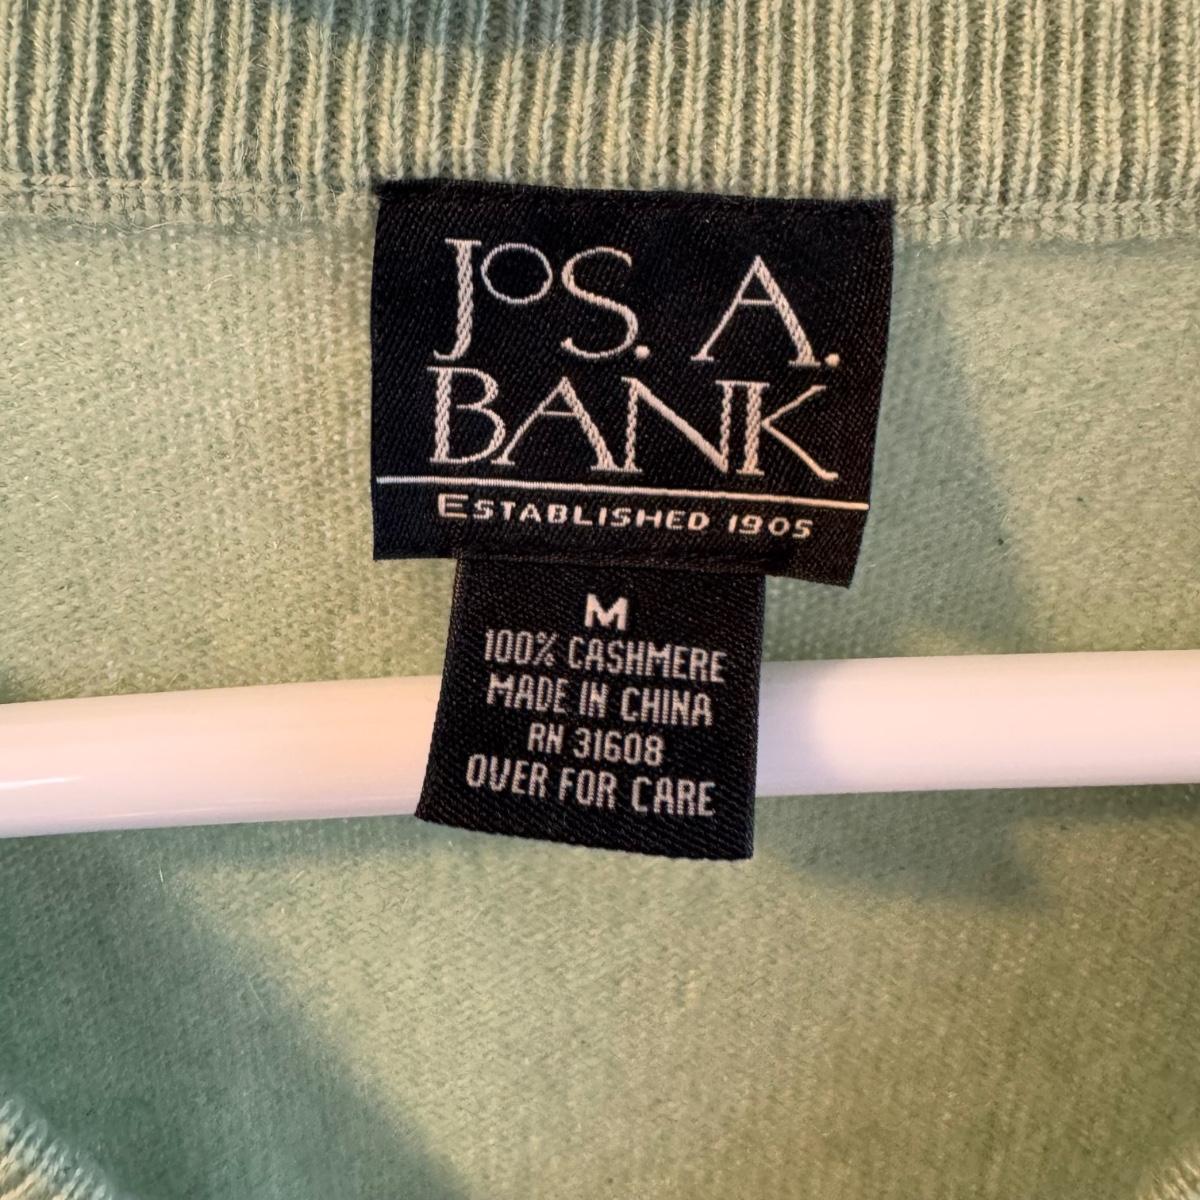 JoS. A.
BANK
ESTABLISHED 1905
M
100% CASHMERE
MADE IN CHINA
RN 31608
OVER FOR CARE